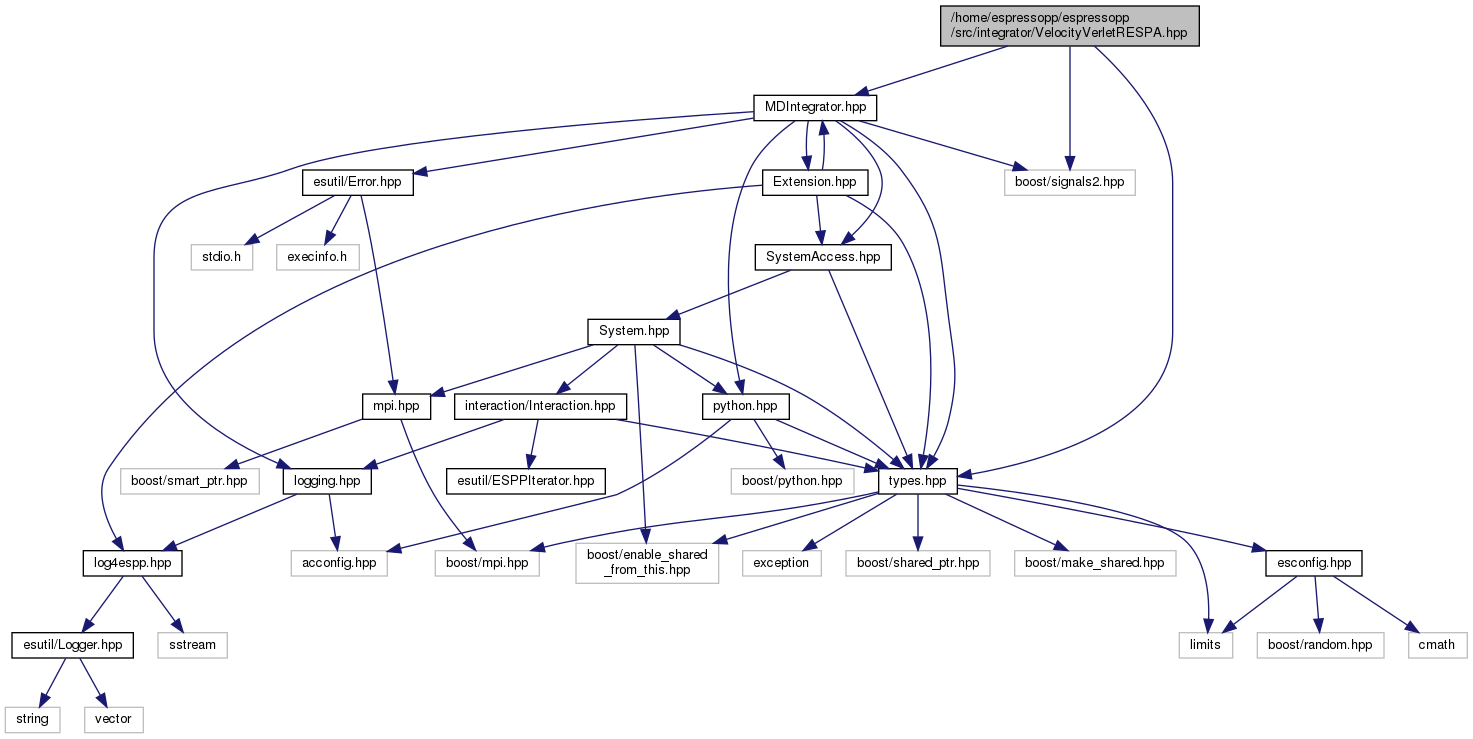 /home/espressopp/espressopp
/src/integrator/VelocityVerletRESPA.hpp
MDIntegrator.hpp
esutil/Error.hpp
Extension.hpp
boost/signals2.hpp
stdio.h
execinfo.h
SystemAccess.hpp
System.hpp
mpi.hpp
interaction/Interaction.hpp
python.hpp
boost/smart_ptr.hpp
logging.hpp
esutil/ESPPIterator.hpp
boost/python.hpp
types.hpp
log4espp.hpp
acconfig.hpp
boost/mpi.hpp
boost/enable_shared
_from_this.hpp
exception
boost/shared_ptr.hpp
boost/make_shared.hpp
esconfig.hpp
esutil/Logger.hpp
sstream
limits
boost/random.hpp
cmath
string
vector